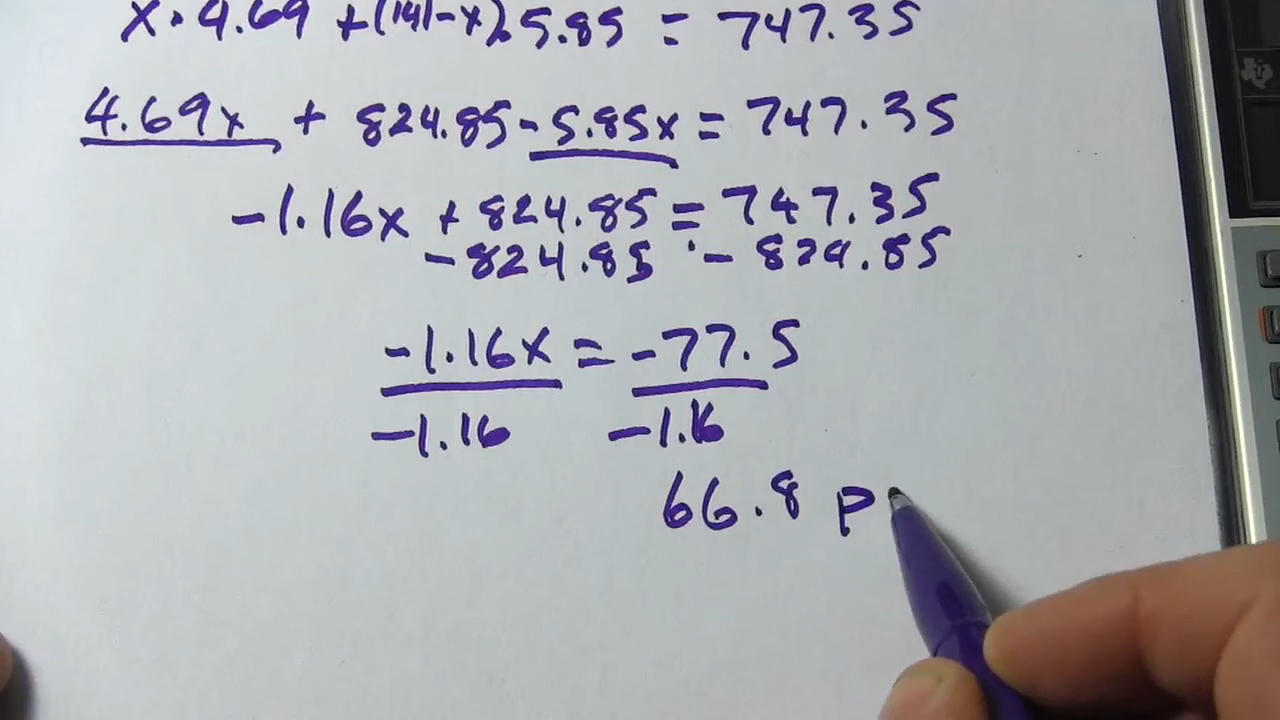 x · 4.69 + (141 - x) · 5.85 = 747.35
4.69x + 824.85 - 5.85x = 747.35
-1.16x + 824.85 = 747.35
-824.85 - 824.85
-1.16x = -77.5
-1.16 -1.16
66.8 p